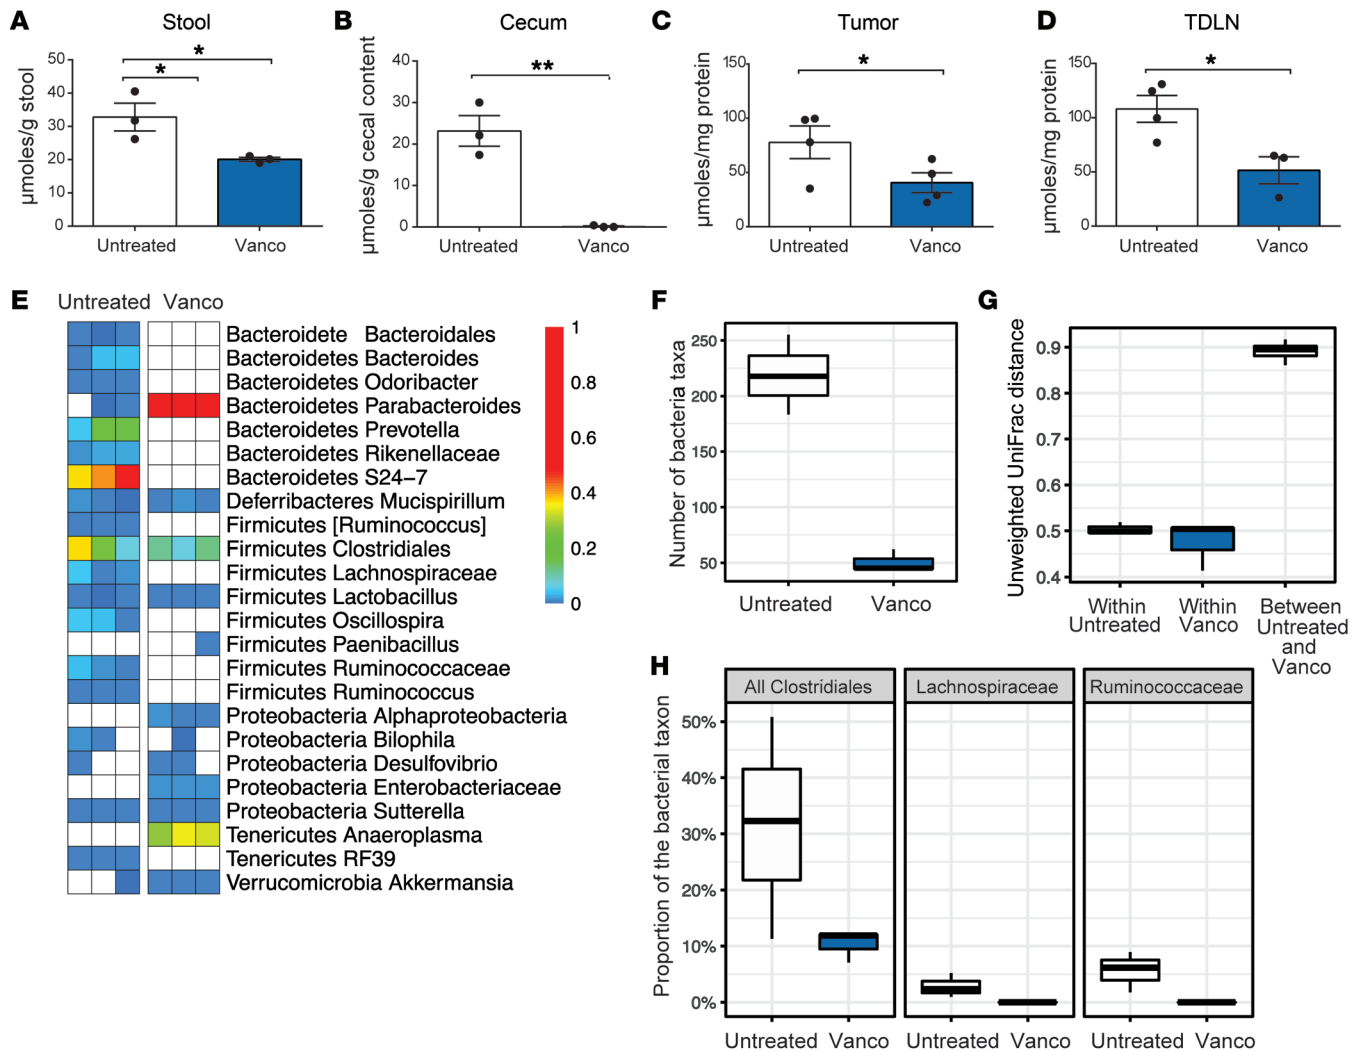 A Stool
μmoles/g stool
50
40
30
20
10
0
*
*
Untreated Vanco
B Cecum
μmoles/g cecal content
40
30
20
10
0
**
Untreated Vanco
C Tumor
μmoles/mg protein
150
100
50
0
*
Untreated Vanco
D TDLN
μmoles/mg protein
150
100
50
0
*
Untreated Vanco
E Untreated Vanco
Bacteroidete Bacteroidales
Bacteroidetes Bacteroides
Bacteroidetes Odoribacter
Bacteroidetes Parabacteroides
Bacteroidetes Prevotella
Bacteroidetes Rikenellaceae
Bacteroidetes S24-7
Deferribacteres Mucispirillum
Firmicutes [Ruminococcus]
Firmicutes Clostridiales
Firmicutes Lachnospiraceae
Firmicutes Lactobacillus
Firmicutes Oscillospira
Firmicutes Paenibacillus
Firmicutes Ruminococcaceae
Firmicutes Ruminococcus
Proteobacteria Alphaproteobacteria
Proteobacteria Bilophila
Proteobacteria Desulfovibrio
Proteobacteria Enterobacteriaceae
Proteobacteria Sutterella
Tenericutes Anaeroplasma
Tenericutes RF39
Verrucomicrobia Akkermansia
1
0.8
0.6
0.4
0.2
0
F
Number of bacteria taxa
250
200
150
100
50
Untreated Vanco
G
Unweighted UniFrac distance
0.9
0.8
0.7
0.6
0.5
0.4
Within
Untreated
Within
Vanco
Between
Untreated
and
Vanco
H
Proportion of the bacterial taxon
All Clostridiales Lachnospiraceae Ruminococcaceae
50%
40%
30%
20%
10%
0%
Untreated Vanco Untreated Vanco Untreated Vanco